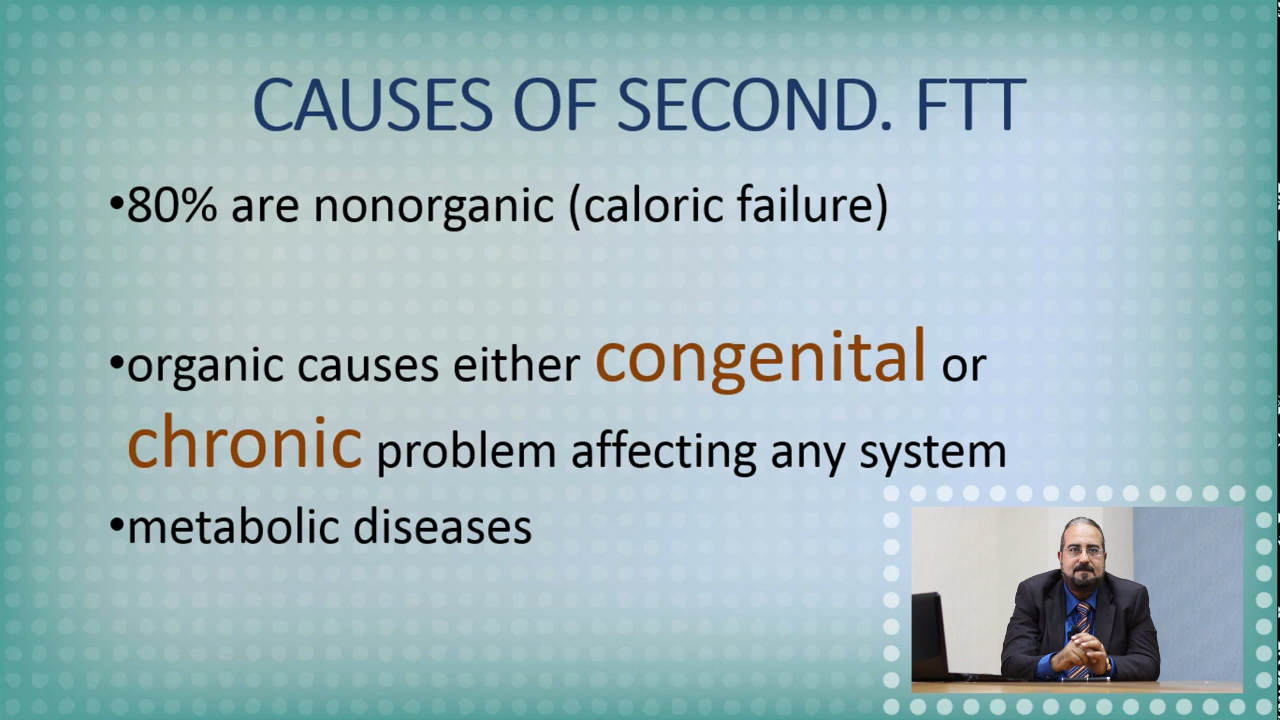 CAUSES OF SECOND. FTT
•80% are nonorganic (caloric failure)
•organic causes either congenital or
chronic problem affecting any system
•metabolic diseases